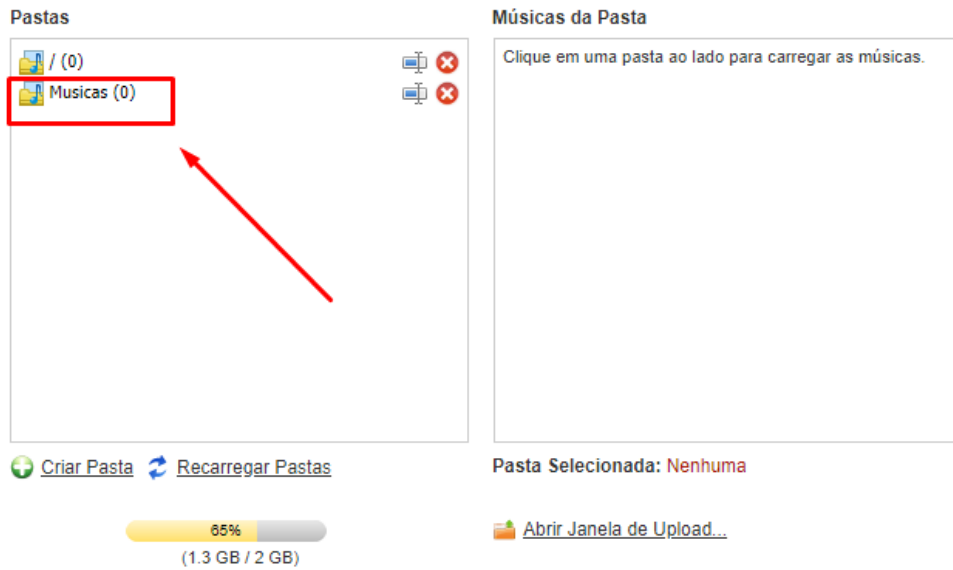 Pastas
/ (0)
Musicas (0)
Criar Pasta Recarregar Pastas
65%
(1.3 GB / 2 GB)
Músicas da Pasta
Clique em uma pasta ao lado para carregar as músicas.
Pasta Selecionada: Nenhuma
Abrir Janela de Upload...